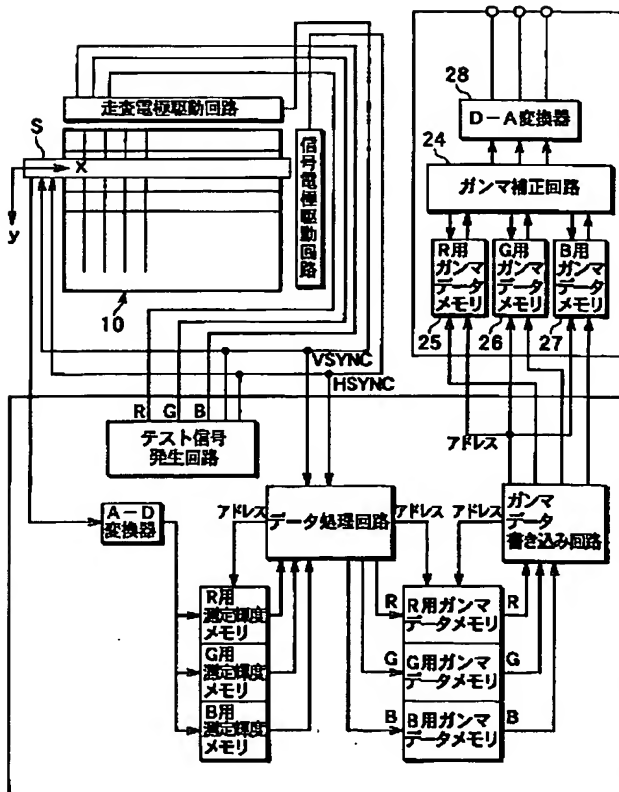 28
D-A変換器
走査電極駆動回路
24
S
ガンマ補正回路
x
信号電極駆動回路
y
R用
ガンマ
データ
メモリ
G用
ガンマ
データ
メモリ
B用
ガンマ
データ
メモリ
10
25
26
27
VSYNC
HSYNC
R G B
テスト信号
発生回路
アドレス
A-D
変換器
アドレス
データ処理回路
アドレス
アドレス
ガンマ
データ
書き込み回路
R用
測定輝度
メモリ
G用
測定輝度
メモリ
B用
測定輝度
メモリ
R
R用ガンマ
データメモリ
R
G
G用ガンマ
データメモリ
G
B
B用ガンマ
データメモリ
B